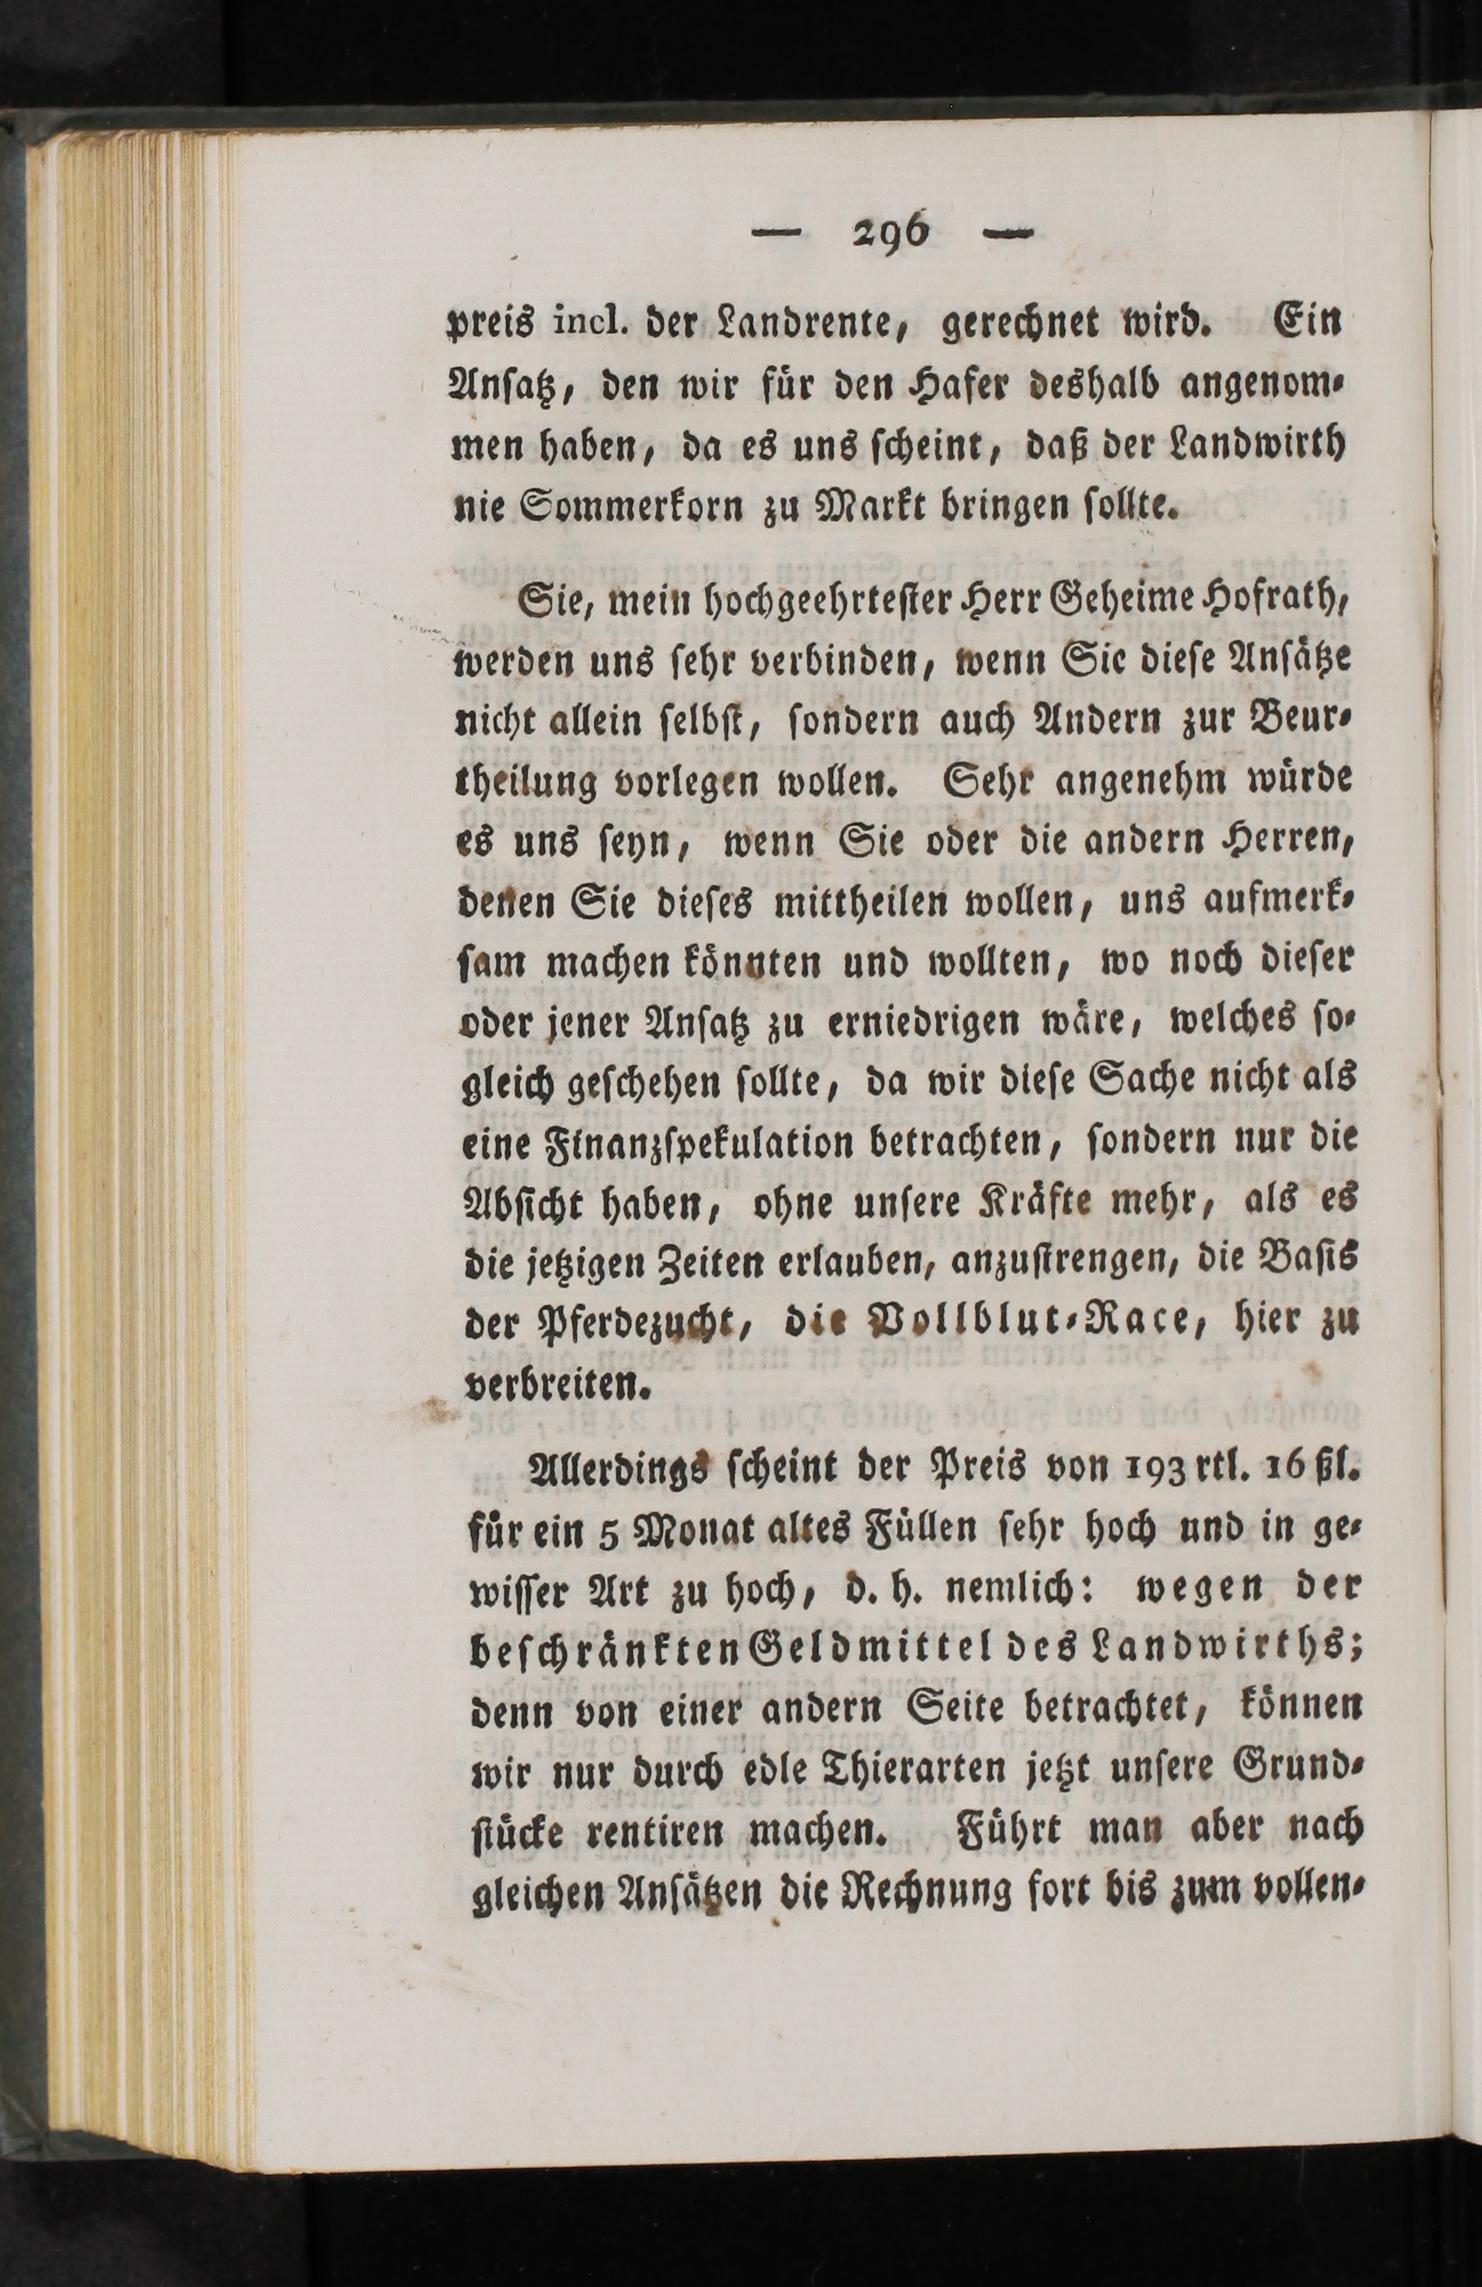 — 296 —
preis incl. der Landrente, gerechnet wird. Ein
Ansatz, den wir für den Hafer deshalb angenom-
men haben, da es uns scheint, daß der Landwirth
nie Sommerkorn zu Markt bringen sollte.
Sie, mein hochgeehrtester Herr Geheime Hofrath,
werden uns sehr verbinden, wenn Sie diese Ansätze
nicht allein selbst, sondern auch Andern zur Beur-
theilung vorlegen wollen. Sehr angenehm würde
es uns seyn, wenn Sie oder die andern Herren,
denen Sie dieses mittheilen wollen, uns aufmerk-
sam machen könnten und wollten, wo noch dieser
oder jener Ansatz zu erniedrigen wäre, welches so-
gleich geschehen sollte, da wir diese Sache nicht als
eine Finanzspekulation betrachten, sondern nur die
Absicht haben, ohne unsere Kräfte mehr, als es
die jetzigen Zeiten erlauben, anzustrengen, die Basis
der Pferdezucht, die Vollblut-Race, hier zu
verbreiten.
Allerdings scheint der Preis von 193 rtl. 16 ßl.
für ein 5 Monat altes Füllen sehr hoch und in ge-
wisser Art zu hoch, d. h. nemlich: wegen der
beschränkten Geldmittel des Landwirths;
denn von einer andern Seite betrachtet, können
wir nur durch edle Thierarten jetzt unsere Grund-
stücke rentiren machen. Führt man aber nach
gleichen Ansätzen die Rechnung fort bis zum vollen-